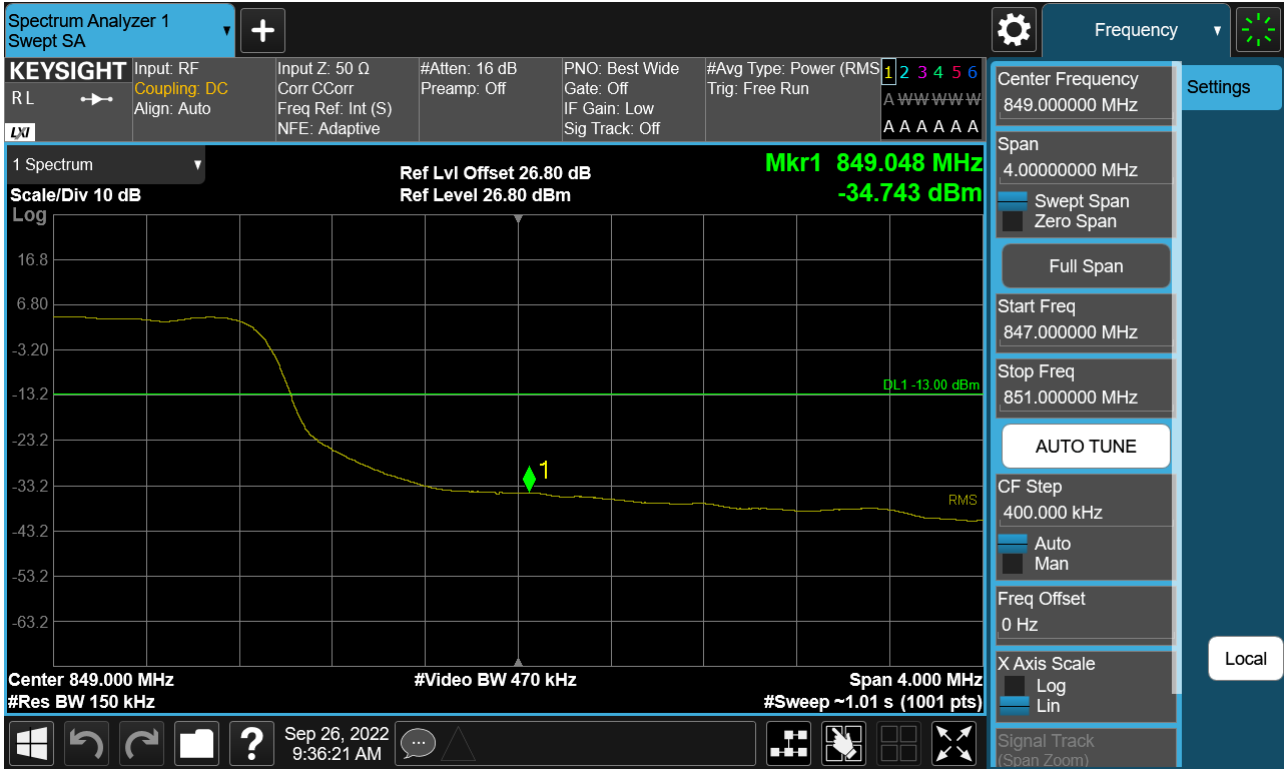 Spectrum Analyzer 1
Swept SA
+
Frequency
KEYSIGHT
R L
LXI
Input: RF
Coupling: DC
Align: Auto
Input Z: 50 Ω
Corr CCorr
Freq Ref: Int (S)
NFE: Adaptive
#Atten: 16 dB
Preamp: Off
PNO: Best Wide
Gate: Off
IF Gain: Low
Sig Track: Off
#Avg Type: Power (RMS
Trig: Free Run
1 2 3 4 5 6
A W W W W W
A A A A A A
1 Spectrum
Scale/Div 10 dB
Log
Ref Lvl Offset 26.80 dB
Ref Level 26.80 dBm
Mkr1 849.048 MHz
-34.743 dBm
16.8
6.80
-3.20
-13.2
-23.2
-33.2
-43.2
-53.2
-63.2
DL1 -13.00 dBm
1
RMS
Center 849.000 MHz
#Res BW 150 kHz
#Video BW 470 kHz
Span 4.000 MHz
#Sweep ~1.01 s (1001 pts)
Center Frequency
849.000000 MHz
Span
4.00000000 MHz
Swept Span
Zero Span
Full Span
Start Freq
847.000000 MHz
Stop Freq
851.000000 MHz
AUTO TUNE
CF Step
400.000 kHz
Auto
Man
Freq Offset
0 Hz
X Axis Scale
Log
Lin
Signal Track
(Span Zoom)
Settings
Local
?
Sep 26, 2022
9:36:21 AM